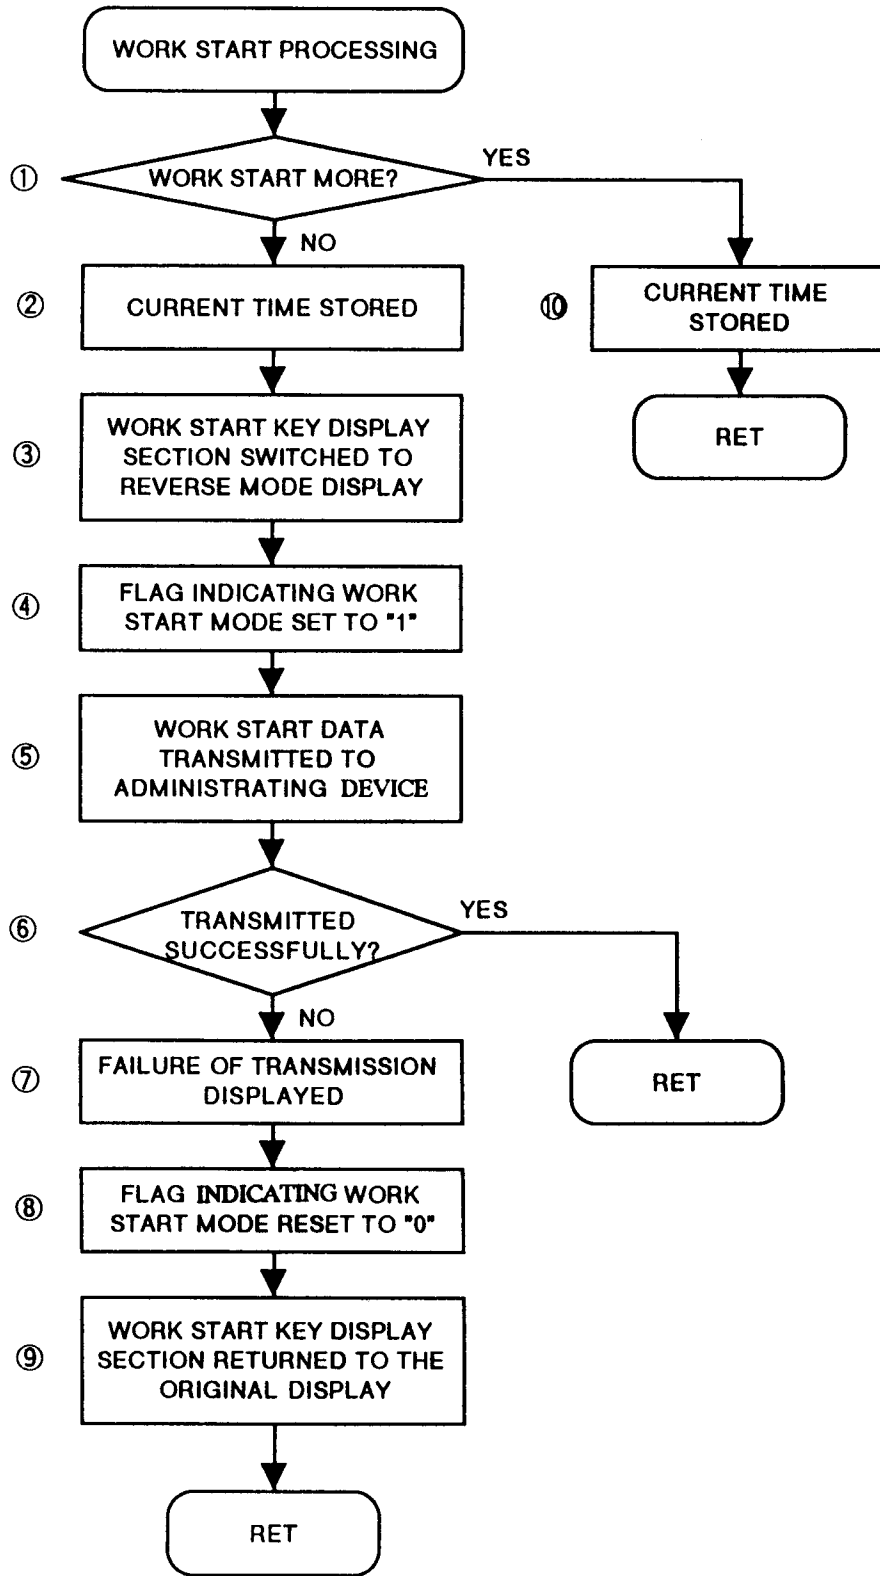 WORK START PROCESSING
① WORK START MORE?
YES
NO
② CURRENT TIME STORED
⑩ CURRENT TIME
STORED
RET
③ WORK START KEY DISPLAY
SECTION SWITCHED TO
REVERSE MODE DISPLAY
④ FLAG INDICATING WORK
START MODE SET TO "1"
⑤ WORK START DATA
TRANSMITTED TO
ADMINISTRATING DEVICE
⑥ TRANSMITTED
SUCCESSFULLY?
YES
NO
RET
⑦ FAILURE OF TRANSMISSION
DISPLAYED
⑧ FLAG INDICATING WORK
START MODE RESET TO "0"
⑨ WORK START KEY DISPLAY
SECTION RETURNED TO THE
ORIGINAL DISPLAY
RET